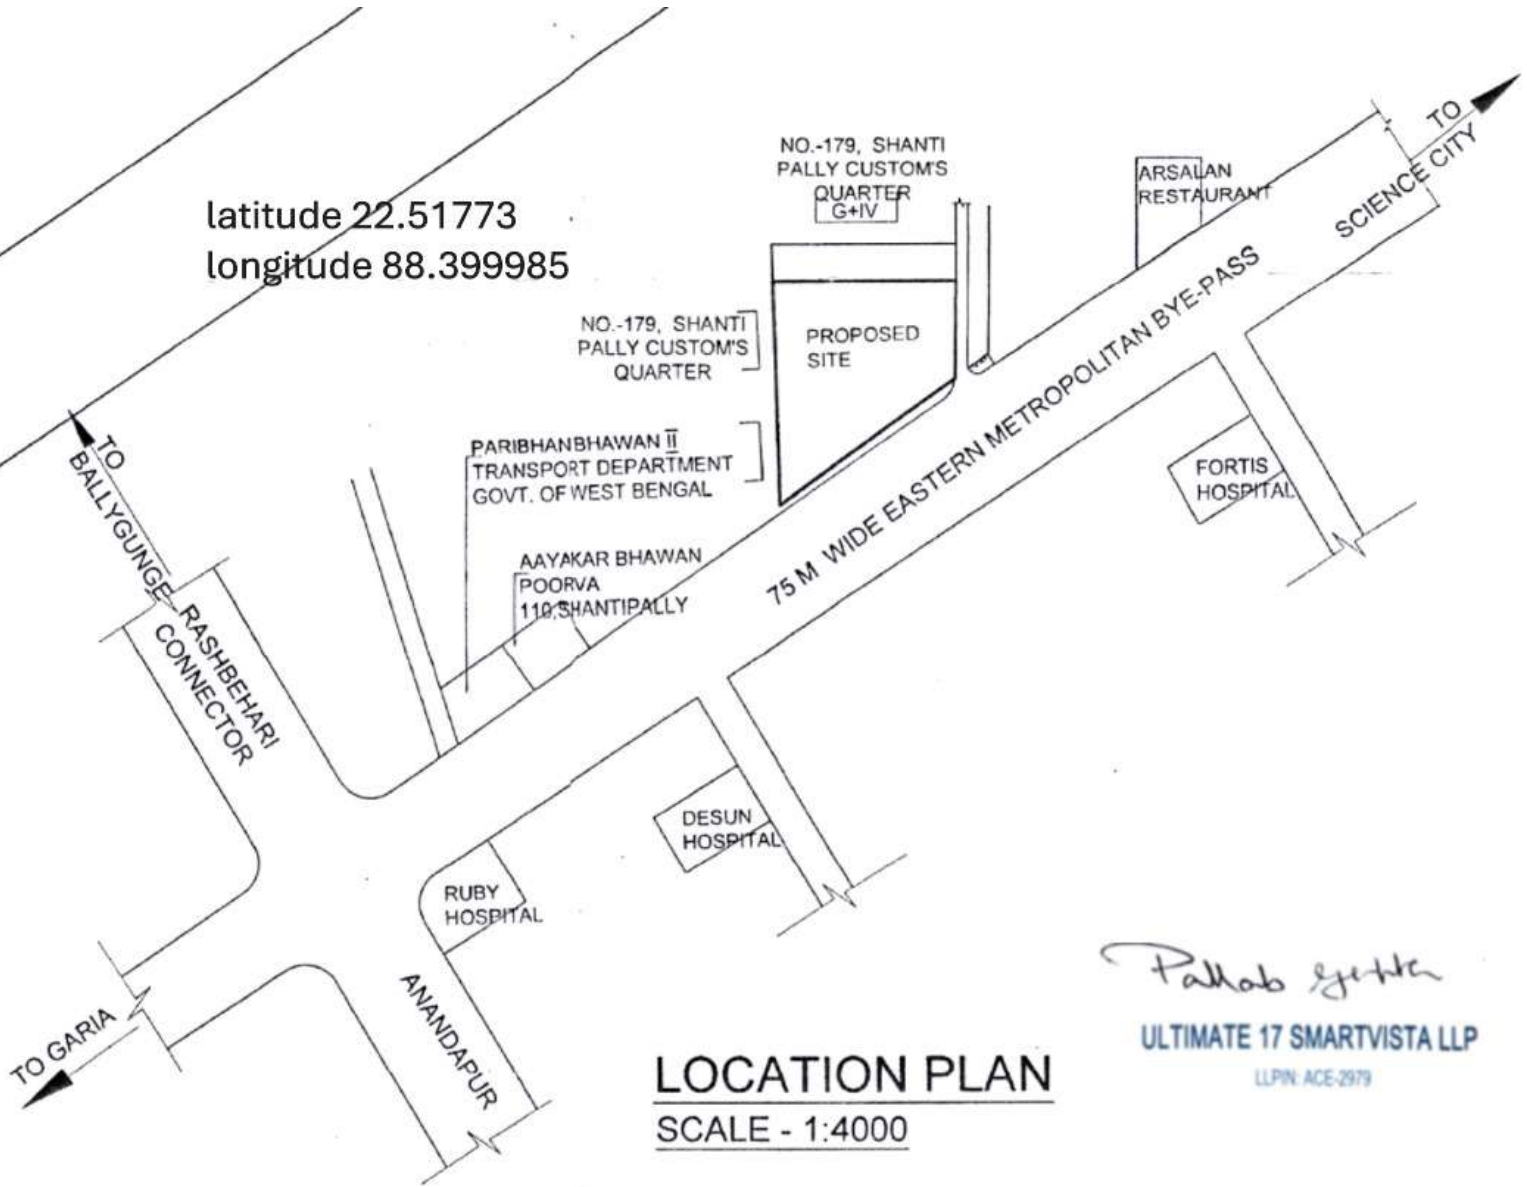 TO
SCIENCE CITY
NO.-179, SHANTI
PALLY CUSTOM'S
QUARTER
G+IV
ARSALAN
RESTAURANT
latitude 22.51773
longitude 88.399985
NO.-179, SHANTI
PALLY CUSTOM'S
QUARTER
PROPOSED
SITE
75 M WIDE EASTERN METROPOLITAN BYE-PASS
PARIBHANBHAWAN II
TRANSPORT DEPARTMENT
GOVT. OF WEST BENGAL
FORTIS
HOSPITAL
TO
BALLYGUNGE
AAYAKAR BHAWAN
POORVA
110,SHANTIPALLY
RASHBEHARI
CONNECTOR
DESUN
HOSPITAL
RUBY
HOSPITAL
ANANDAPUR
TO GARIA
LOCATION PLAN
SCALE - 1:4000
ULTIMATE 17 SMARTVISTA LLP
LLPIN: ACE-2979